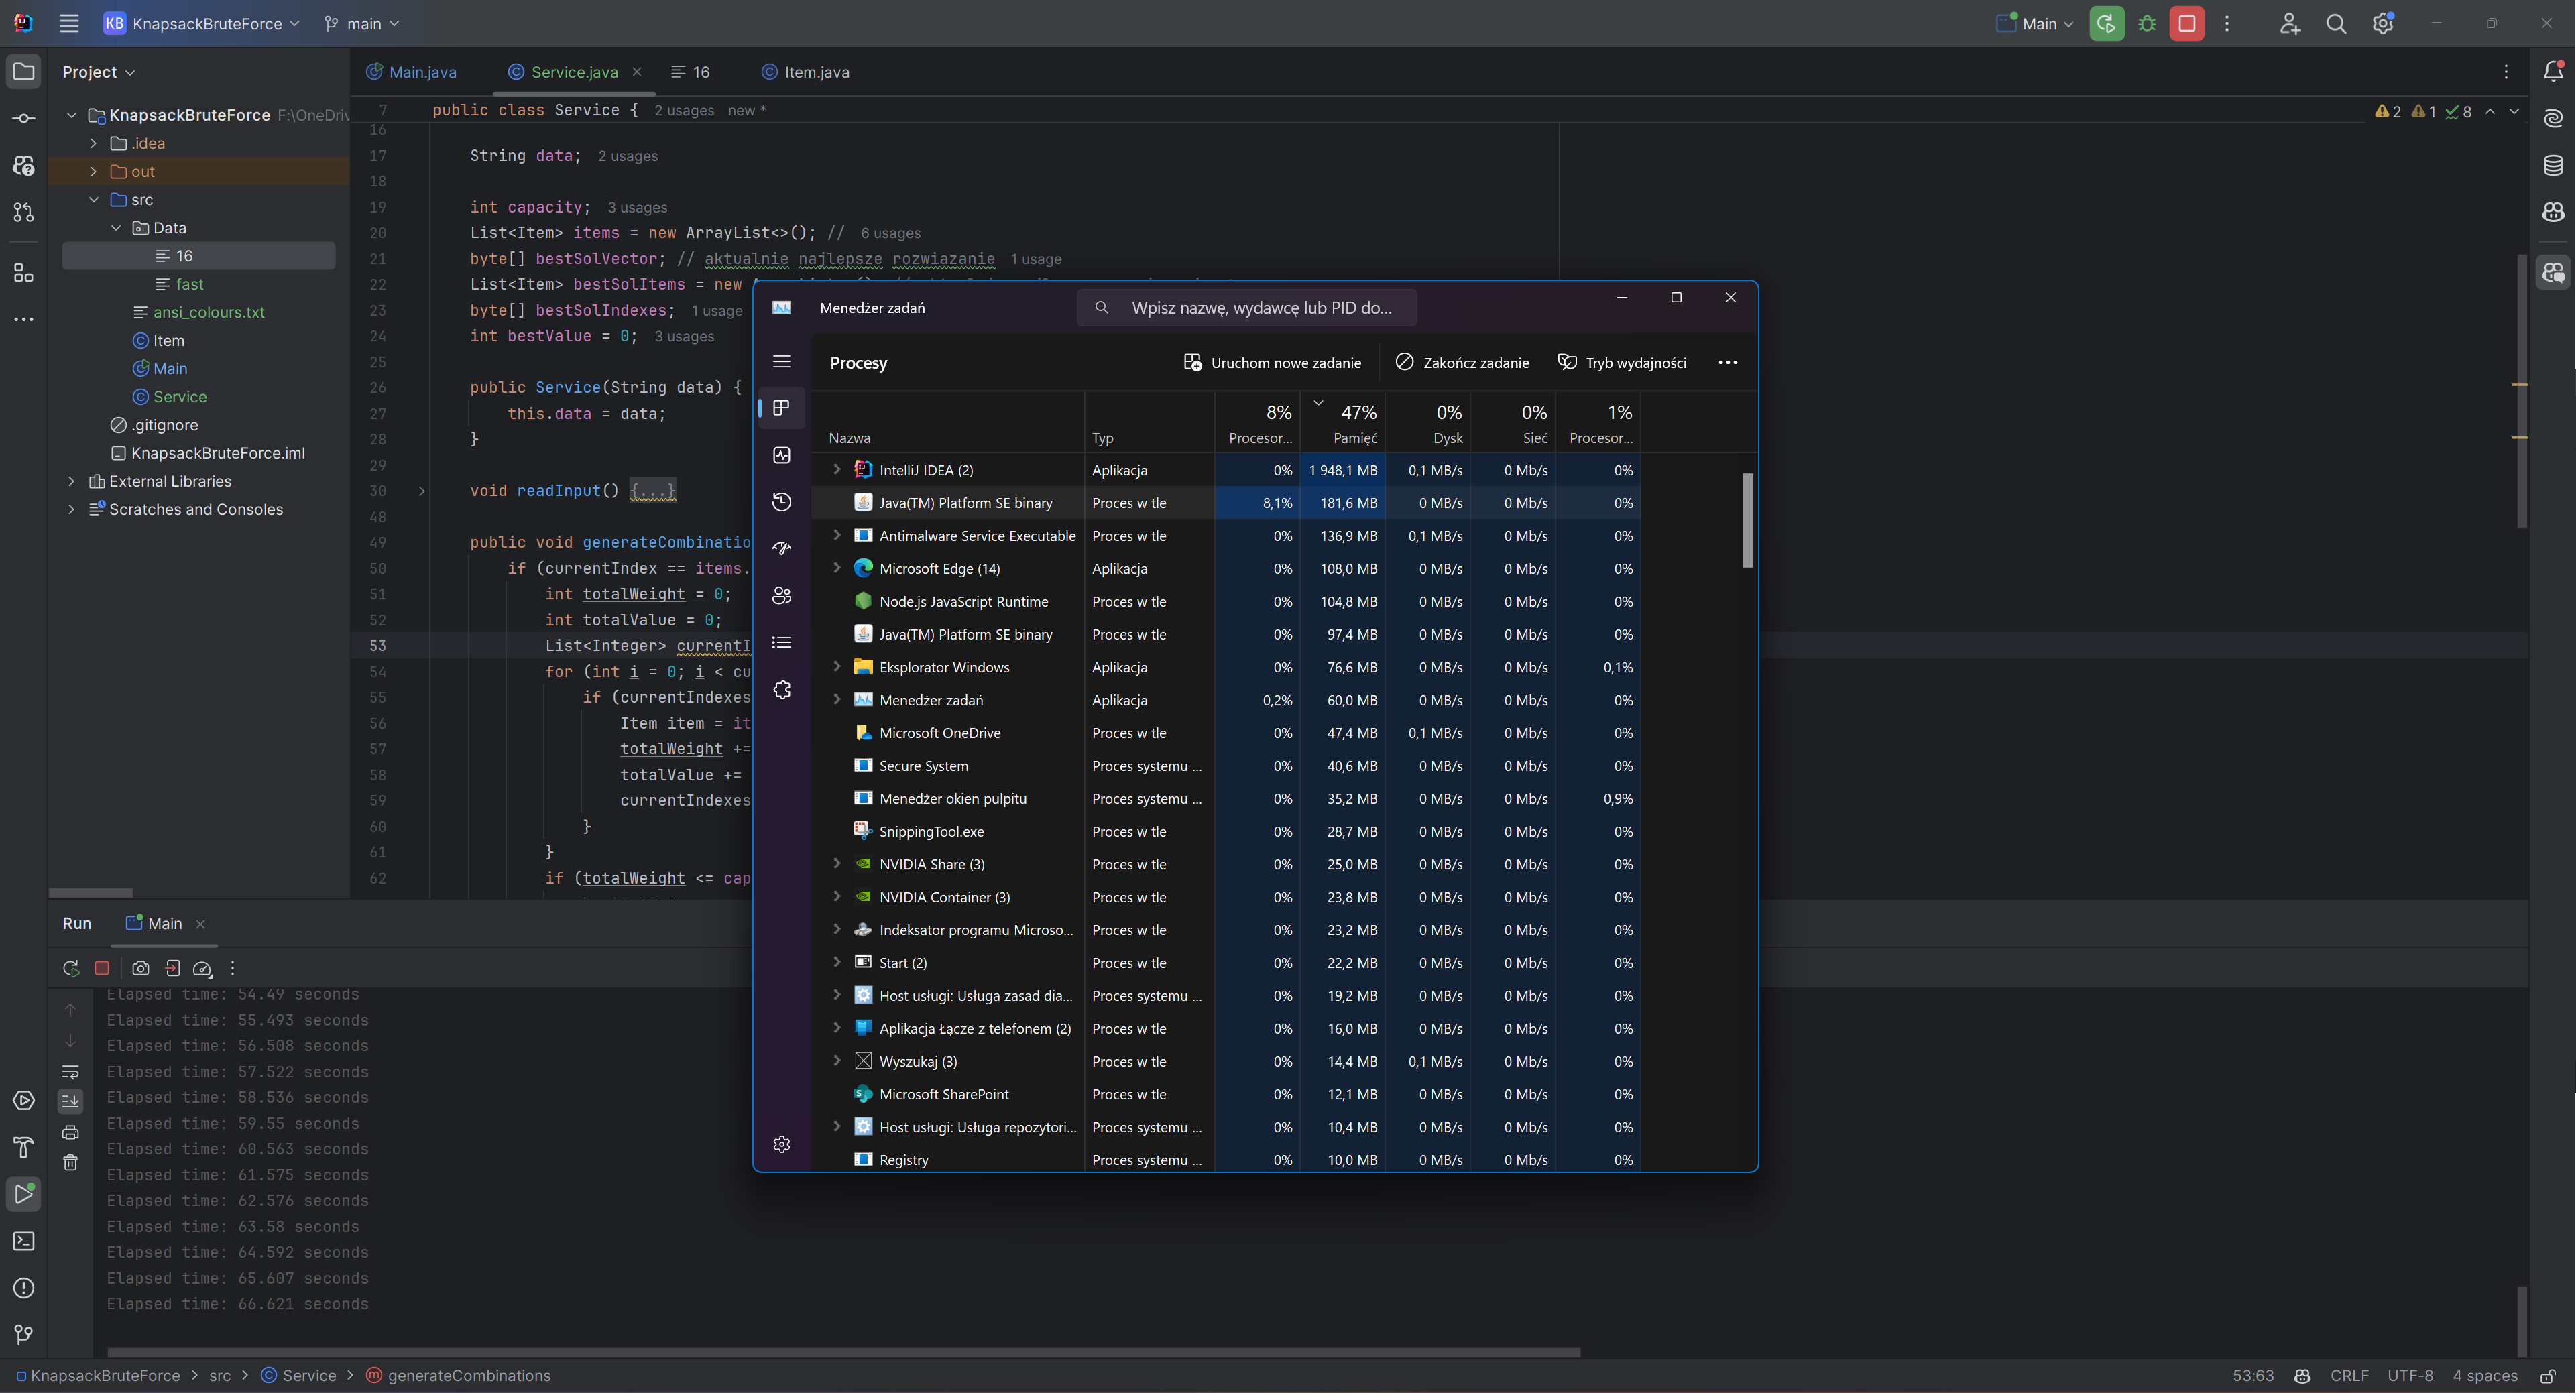 KB KnapsackBruteForce main Main
Project
Main.java Service.java 16 Item.java
KnapsackBruteForce F:\OneDriv
.idea
out
src
Data
16
fast
ansi_colours.txt
Item
Main
Service
.gitignore
KnapsackBruteForce.iml
External Libraries
Scratches and Consoles
7 public class Service { 2 usages new *
2 1 8
16
17 String data; 2 usages
18
19 int capacity; 3 usages
20 List<Item> items = new ArrayList<>(); // 6 usages
21 byte[] bestSolVector; // aktualnie najlepsze rozwiazanie 1 usage
22 List<Item> bestSolItems = new
23 byte[] bestSolIndexes; 1 usage
24 int bestValue = 0; 3 usages
25
26 public Service(String data) {
27 this.data = data;
28 }
29
30 void readInput() {...}
48
49 public void generateCombinatio
50 if (currentIndex == items.
51 int totalWeight = 0;
52 int totalValue = 0;
53 List<Integer> currentI
54 for (int i = 0; i < cu
55 if (currentIndexes
56 Item item = it
57 totalWeight +=
58 totalValue +=
59 currentIndexes
60 }
61 }
62 if (totalWeight <= cap
Menedżer zadań Wpisz nazwę, wydawcę lub PID do...
Procesy Uruchom nowe zadanie Zakończ zadanie Tryb wydajności
8% 47% 0% 0% 1%
Nazwa Typ Procesor... Pamięć Dysk Sieć Procesor...
IntelliJ IDEA (2) Aplikacja 0% 1 948,1 MB 0,1 MB/s 0 Mb/s 0%
Java(TM) Platform SE binary Proces w tle 8,1% 181,6 MB 0 MB/s 0 Mb/s 0%
Antimalware Service Executable Proces w tle 0% 136,9 MB 0,1 MB/s 0 Mb/s 0%
Microsoft Edge (14) Aplikacja 0% 108,0 MB 0 MB/s 0 Mb/s 0%
Node.js JavaScript Runtime Proces w tle 0% 104,8 MB 0 MB/s 0 Mb/s 0%
Java(TM) Platform SE binary Proces w tle 0% 97,4 MB 0 MB/s 0 Mb/s 0%
Eksplorator Windows Aplikacja 0% 76,6 MB 0 MB/s 0 Mb/s 0,1%
Menedżer zadań Aplikacja 0,2% 60,0 MB 0 MB/s 0 Mb/s 0%
Microsoft OneDrive Proces w tle 0% 47,4 MB 0,1 MB/s 0 Mb/s 0%
Secure System Proces systemu ... 0% 40,6 MB 0 MB/s 0 Mb/s 0%
Menedżer okien pulpitu Proces systemu ... 0% 35,2 MB 0 MB/s 0 Mb/s 0,9%
SnippingTool.exe Proces w tle 0% 28,7 MB 0 MB/s 0 Mb/s 0%
NVIDIA Share (3) Proces w tle 0% 25,0 MB 0 MB/s 0 Mb/s 0%
NVIDIA Container (3) Proces w tle 0% 23,8 MB 0 MB/s 0 Mb/s 0%
Indeksator programu Microso... Proces w tle 0% 23,2 MB 0 MB/s 0 Mb/s 0%
Start (2) Proces w tle 0% 22,2 MB 0 MB/s 0 Mb/s 0%
Host usługi: Usługa zasad dia... Proces systemu ... 0% 19,2 MB 0 MB/s 0 Mb/s 0%
Aplikacja Łącze z telefonem (2) Proces w tle 0% 16,0 MB 0 MB/s 0 Mb/s 0%
Wyszukaj (3) Proces w tle 0% 14,4 MB 0,1 MB/s 0 Mb/s 0%
Microsoft SharePoint Proces w tle 0% 12,1 MB 0 MB/s 0 Mb/s 0%
Host usługi: Usługa repozytori... Proces systemu ... 0% 10,4 MB 0 MB/s 0 Mb/s 0%
Registry Proces systemu ... 0% 10,0 MB 0 MB/s 0 Mb/s 0%
Run Main
Elapsed time: 54.49 seconds
Elapsed time: 55.493 seconds
Elapsed time: 56.508 seconds
Elapsed time: 57.522 seconds
Elapsed time: 58.536 seconds
Elapsed time: 59.55 seconds
Elapsed time: 60.563 seconds
Elapsed time: 61.575 seconds
Elapsed time: 62.576 seconds
Elapsed time: 63.58 seconds
Elapsed time: 64.592 seconds
Elapsed time: 65.607 seconds
Elapsed time: 66.621 seconds
KnapsackBruteForce > src > Service > generateCombinations
53:63 CRLF UTF-8 4 spaces